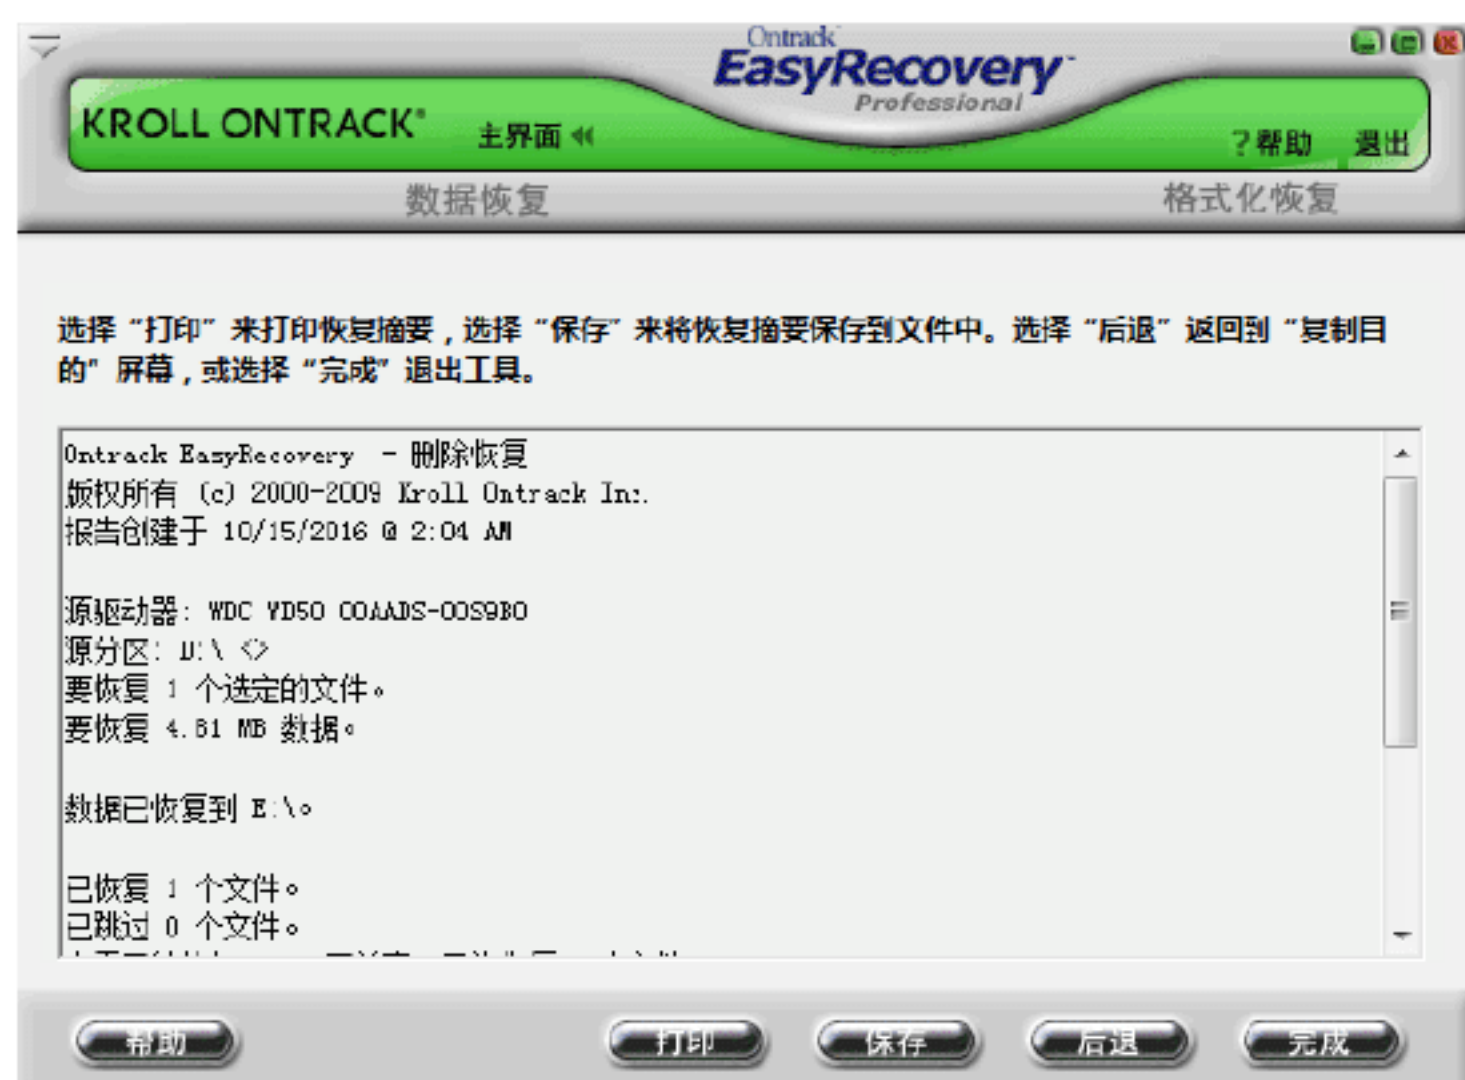 Ontrack
EasyRecovery
Professional
KROLL ONTRACK
主界面
?帮助 退出
数据恢复 格式化恢复
选择“打印”来打印恢复摘要，选择“保存”来将恢复摘要保存到文件中。选择“后退”返回到“复制目
的”屏幕，或选择“完成”退出工具。
Ontrack EasyRecovery - 删除恢复
版权所有 (c) 2000-2009 Kroll Ontrack Inc.
报告创建于 10/15/2016 @ 2:04 AM
源驱动器: WDC WD50 00AADS-00S9B0
源分区: D:\ <>
要恢复 1 个选定的文件。
要恢复 4.81 MB 数据。
数据已恢复到 E:\。
已恢复 1 个文件。
已跳过 0 个文件。
帮助 打印 保存 后退 完成